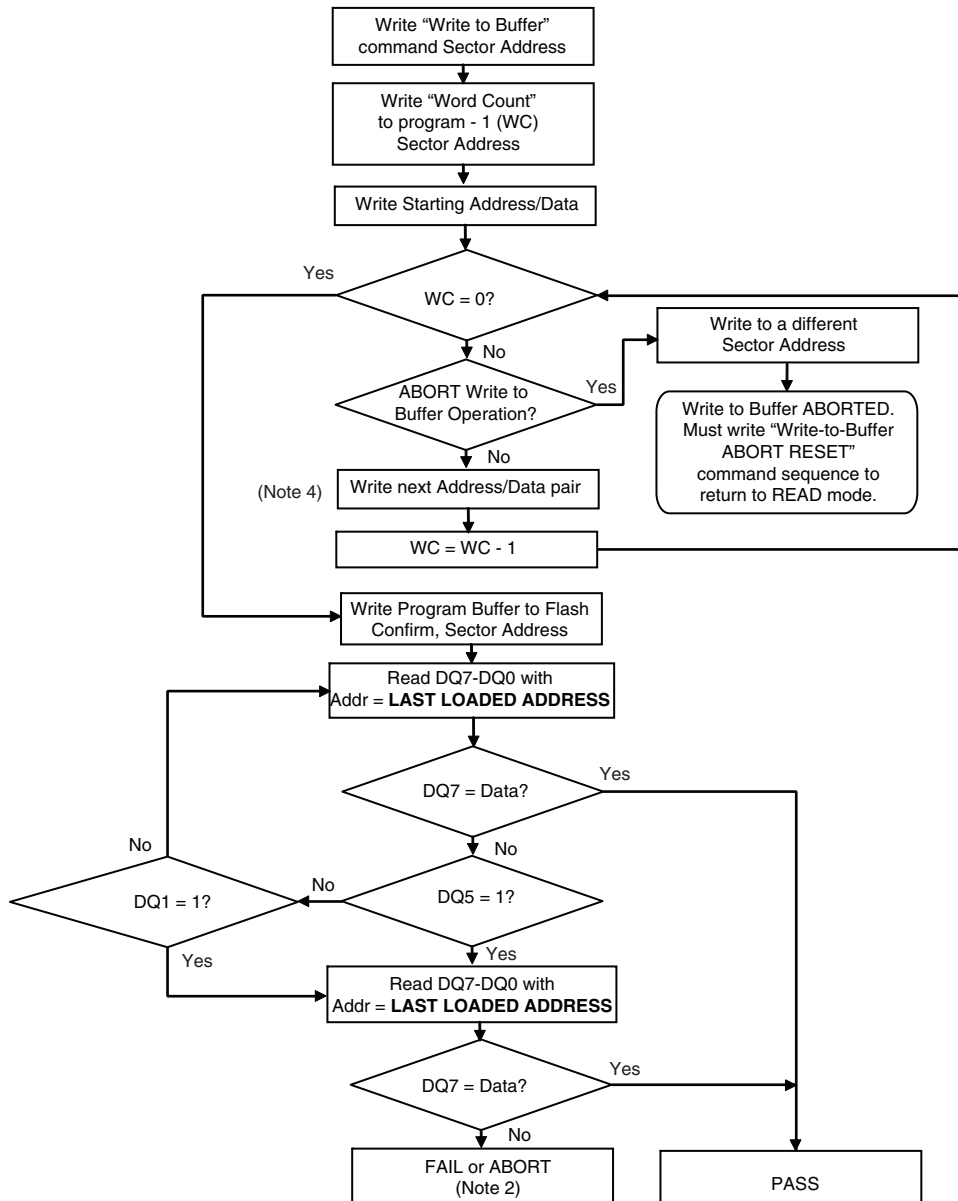 Write “Write to Buffer”
command Sector Address
Write “Word Count”
to program - 1 (WC)
Sector Address
Write Starting Address/Data
Yes
WC = 0?
No
Write to a different
Sector Address
ABORT Write to
Buffer Operation?
Yes
Write to Buffer ABORTED.
Must write “Write-to-Buffer
ABORT RESET”
command sequence to
return to READ mode.
No
(Note 4)
Write next Address/Data pair
WC = WC - 1
Write Program Buffer to Flash
Confirm, Sector Address
Read DQ7-DQ0 with
Addr = LAST LOADED ADDRESS
DQ7 = Data?
Yes
No
No
DQ1 = 1?
No
DQ5 = 1?
Yes
Yes
Read DQ7-DQ0 with
Addr = LAST LOADED ADDRESS
DQ7 = Data?
Yes
No
FAIL or ABORT
(Note 2)
PASS